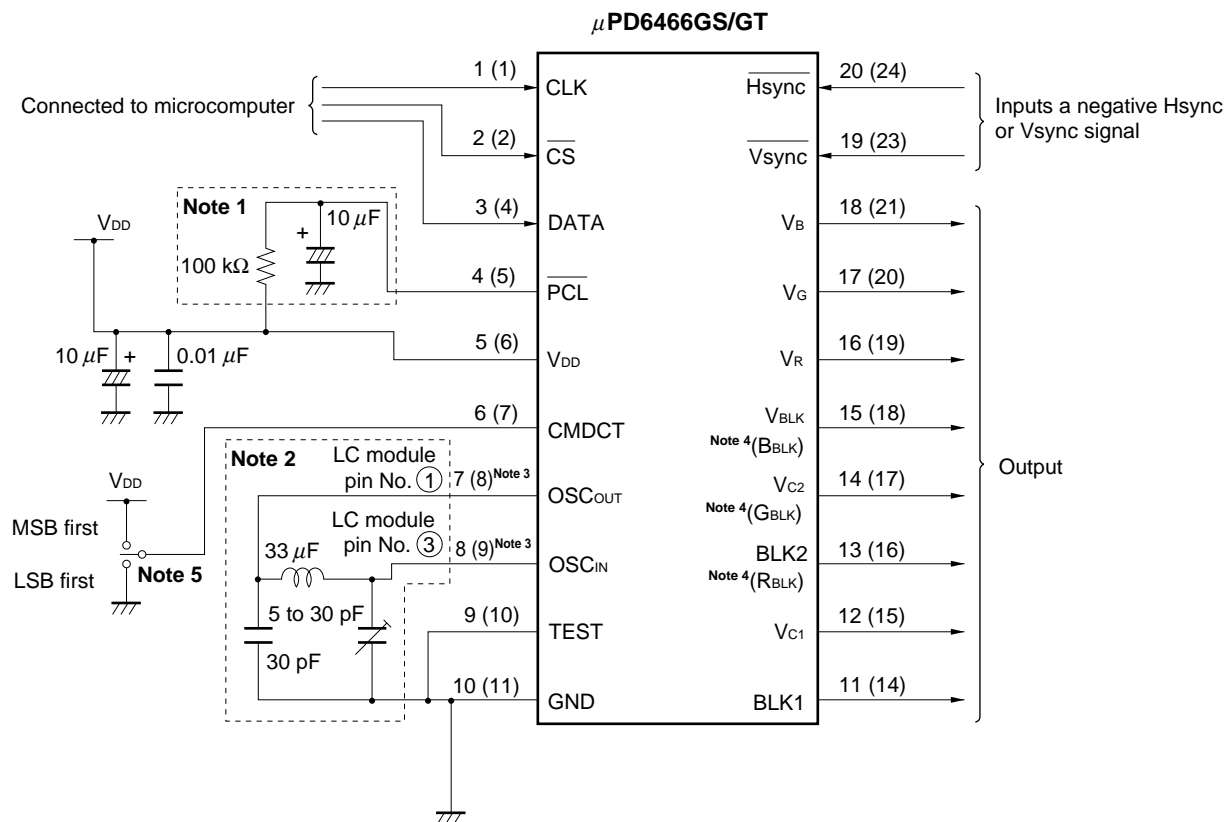 μPD6466GS/GT
Connected to microcomputer
1 (1)
CLK
2 (2)
CS
3 (4)
DATA
Note 1
VDD
10 μF
+
100 kΩ
4 (5)
PCL
10 μF
+
0.01 μF
5 (6)
VDD
6 (7)
CMDCT
Note 2
LC module
pin No. ①
7 (8)Note 3
OSCOUT
LC module
pin No. ③
8 (9)Note 3
OSCIN
VDD
MSB first
LSB first
Note 5
33 μF
5 to 30 pF
30 pF
9 (10)
TEST
10 (11)
GND
20 (24)
Hsync
19 (23)
Vsync
Inputs a negative Hsync
or Vsync signal
18 (21)
VB
17 (20)
VG
16 (19)
VR
15 (18)
VBLK
Note 4(BBLK)
14 (17)
VC2
Note 4(GBLK)
13 (16)
BLK2
Note 4(RBLK)
12 (15)
VC1
11 (14)
BLK1
Output